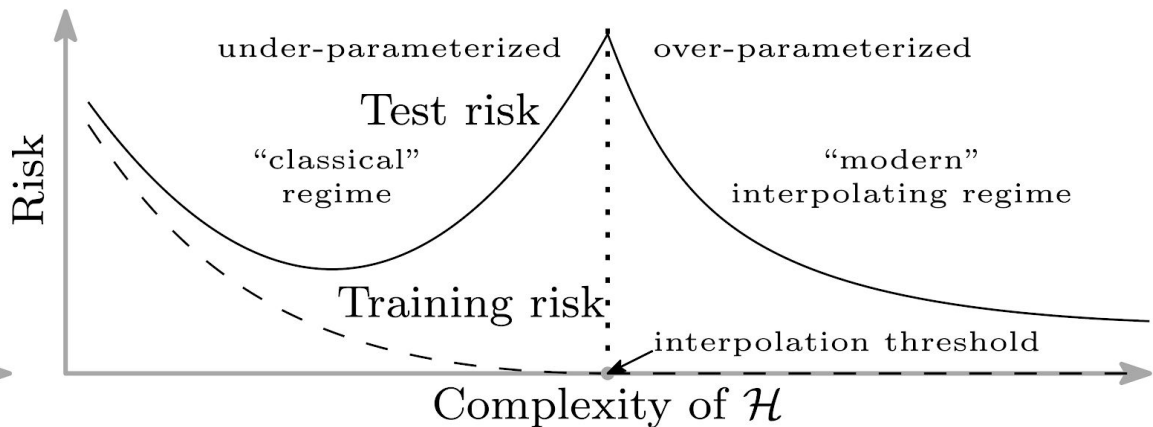 under-parameterized
over-parameterized
Test risk
“classical”
regime
“modern”
interpolating regime
Risk
Training risk
interpolation threshold
Complexity of ℋ